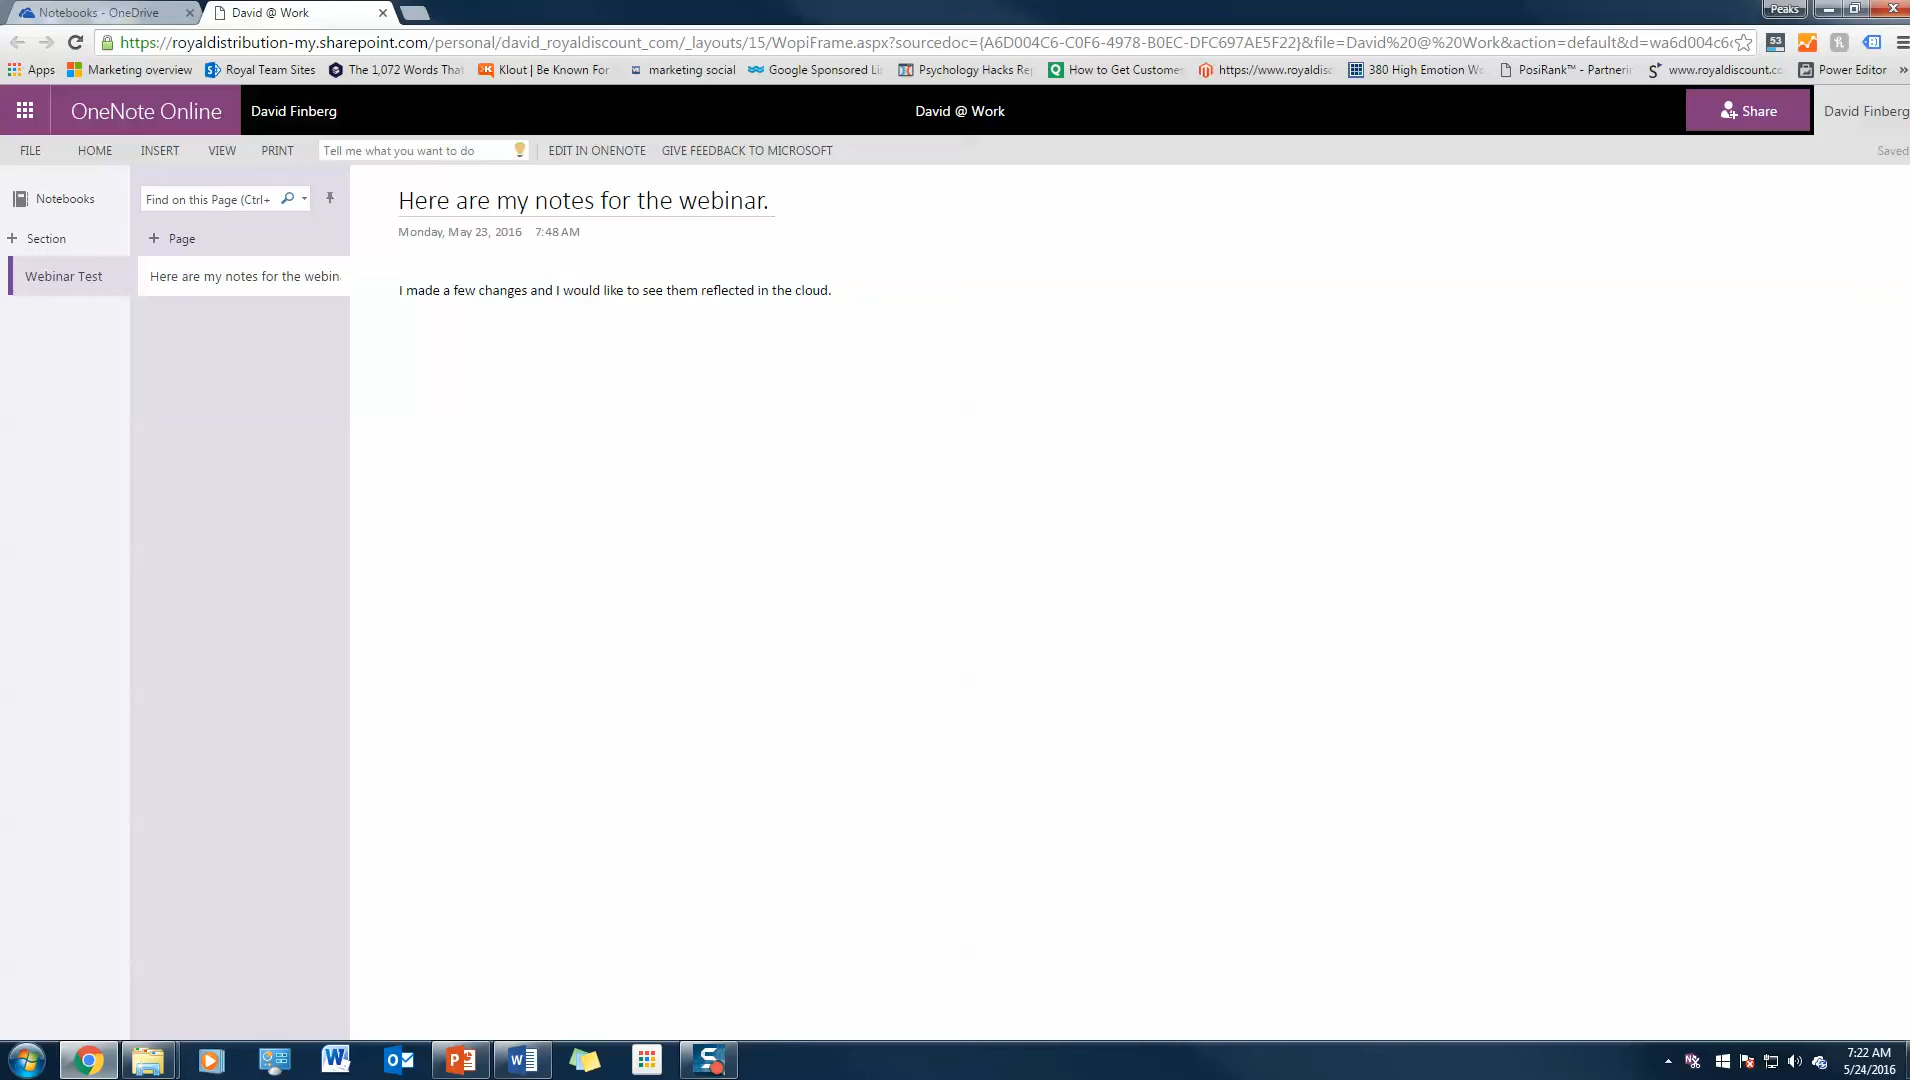 Notebooks - OneDrive
David @ Work
Peaks
https://royaldistribution-my.sharepoint.com/personal/david_royaldiscount_com/_layouts/15/WopiFrame.aspx?sourcedoc={A6D004C6-C0F6-4978-B0EC-DFC697AE5F22}&file=David%20@%20Work&action=default&d=wa6d004c6
53
Apps
Marketing overview
Royal Team Sites
The 1,072 Words Tha
Klout | Be Known For
marketing social
Google Sponsored Li
Psychology Hacks Re
How to Get Custome
https://www.royaldis
380 High Emotion W
PosiRank™ - Partneri
www.royaldiscount.co
Power Editor
»
OneNote Online
David Finberg
David @ Work
Share
David Finberg
FILE
HOME
INSERT
VIEW
PRINT
Tell me what you want to do
EDIT IN ONENOTE
GIVE FEEDBACK TO MICROSOFT
Saved
Notebooks
Find on this Page (Ctrl+
Here are my notes for the webinar.
Monday, May 23, 2016 7:48 AM
+ Section
+ Page
Webinar Test
Here are my notes for the webin
I made a few changes and I would like to see them reflected in the cloud.
7:22 AM
5/24/2016